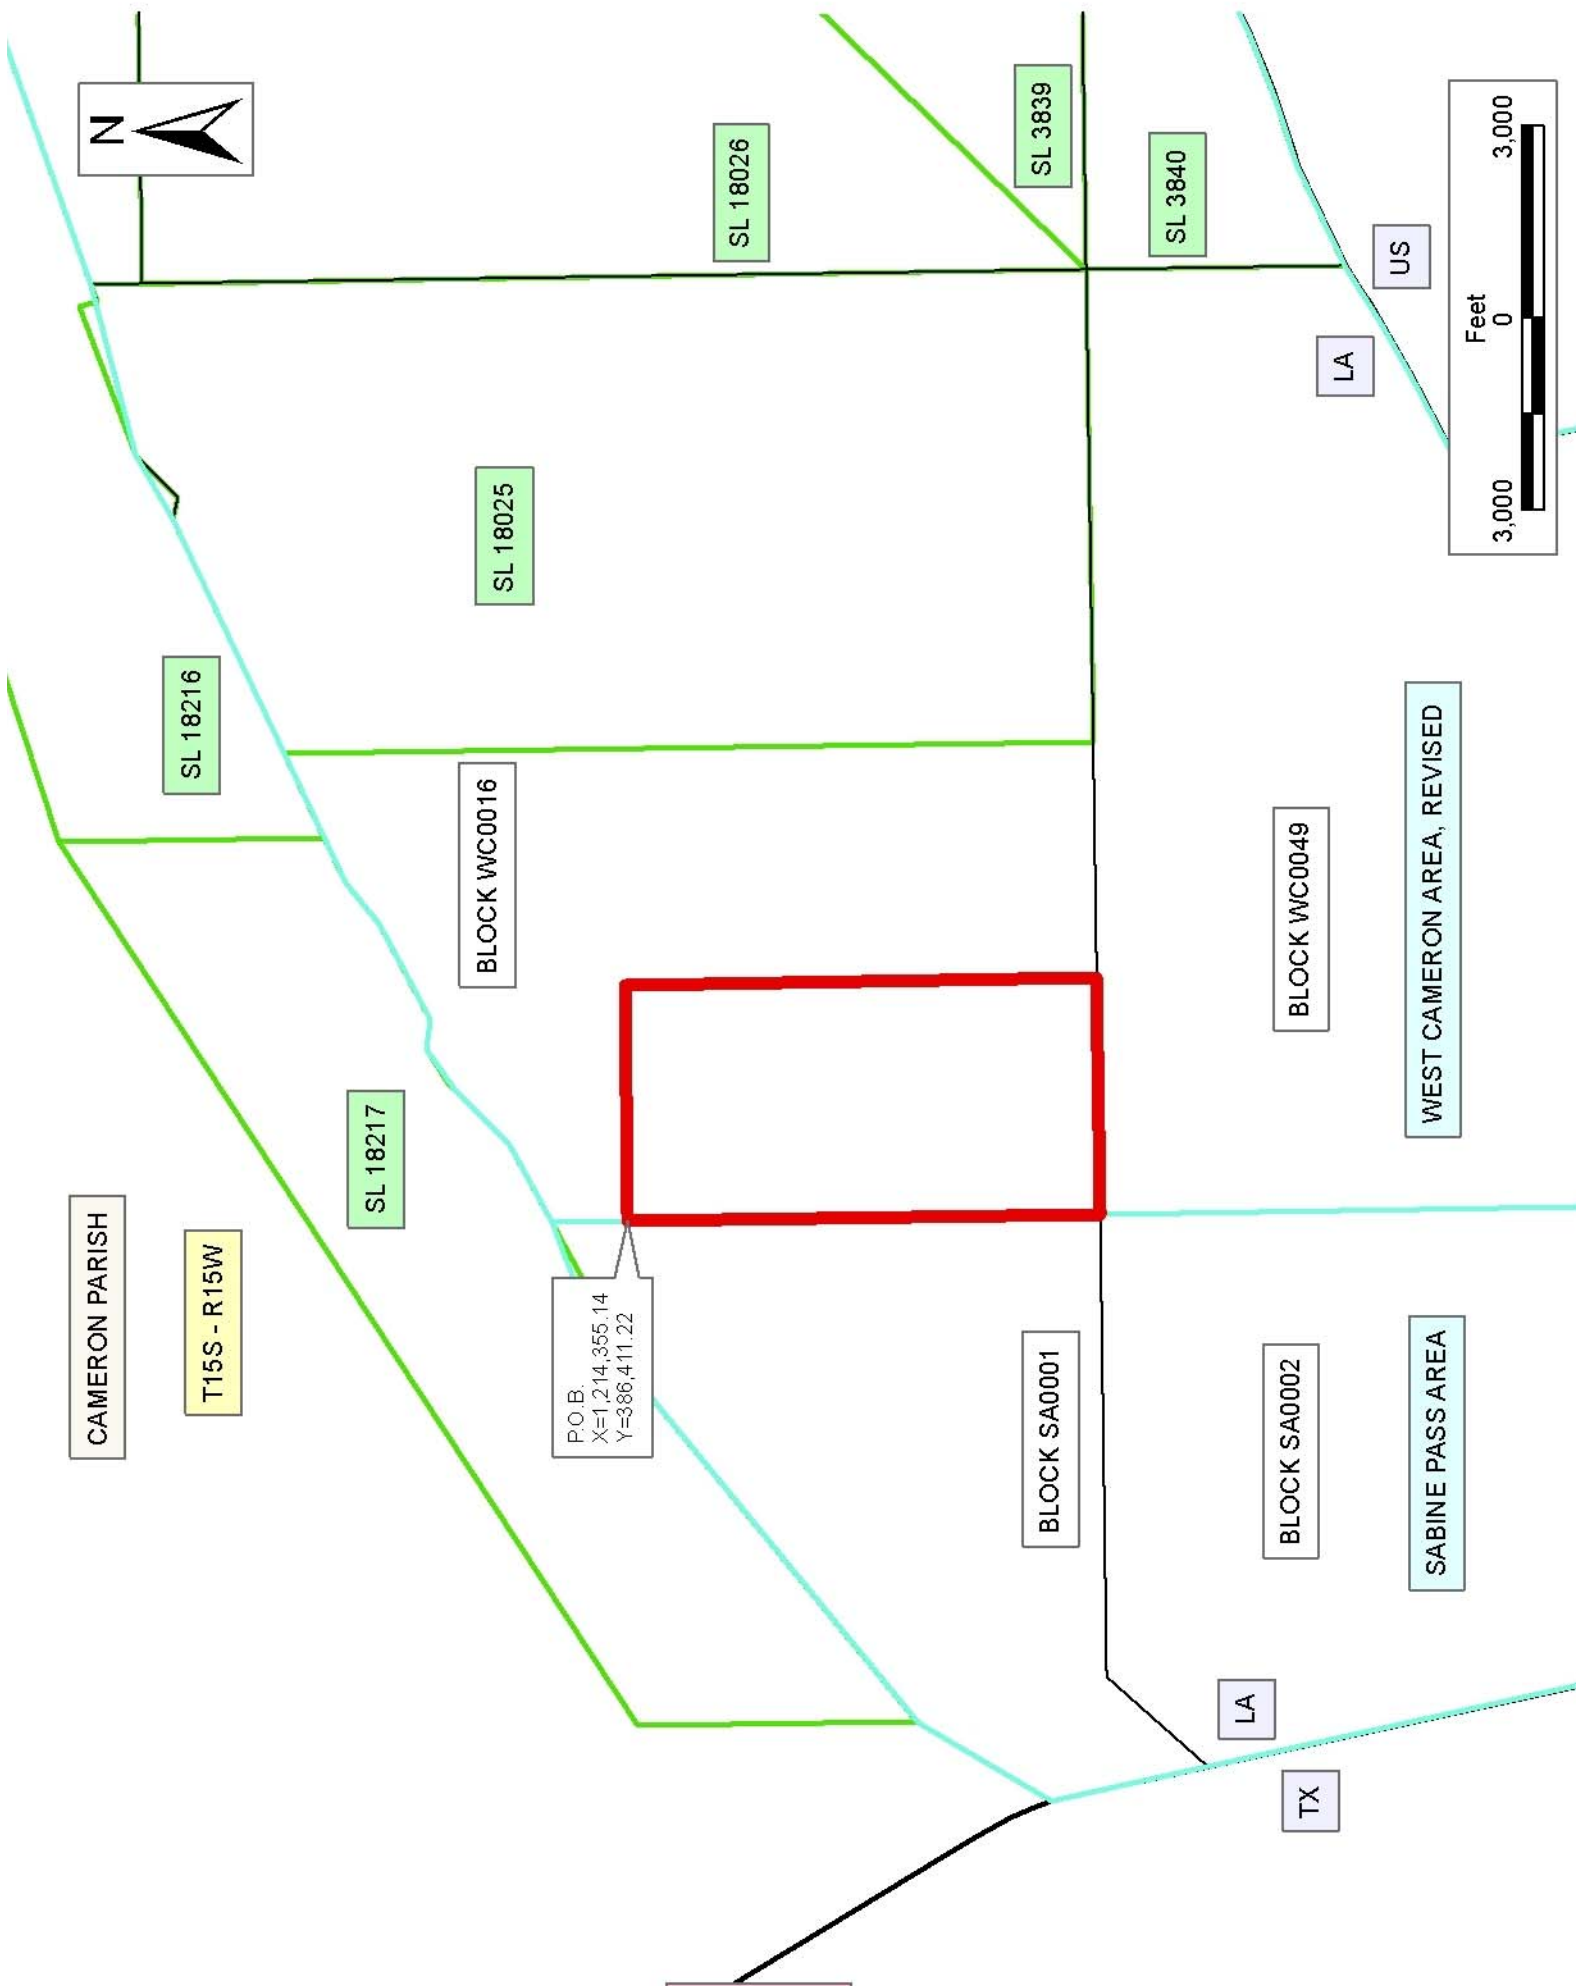 CAMERON PARISH
T15S - R15W
SL 18217
SL 18216
N
P.O.B.
X=1,214,355.14
Y=386,411.22
BLOCK WC0016
SL 18025
SL 18026
SL 3839
SL 3840
BLOCK SA0001
BLOCK SA0002
BLOCK WC0049
SABINE PASS AREA
WEST CAMERON AREA, REVISED
TX
LA
LA
US
Feet
3,000 0 3,000